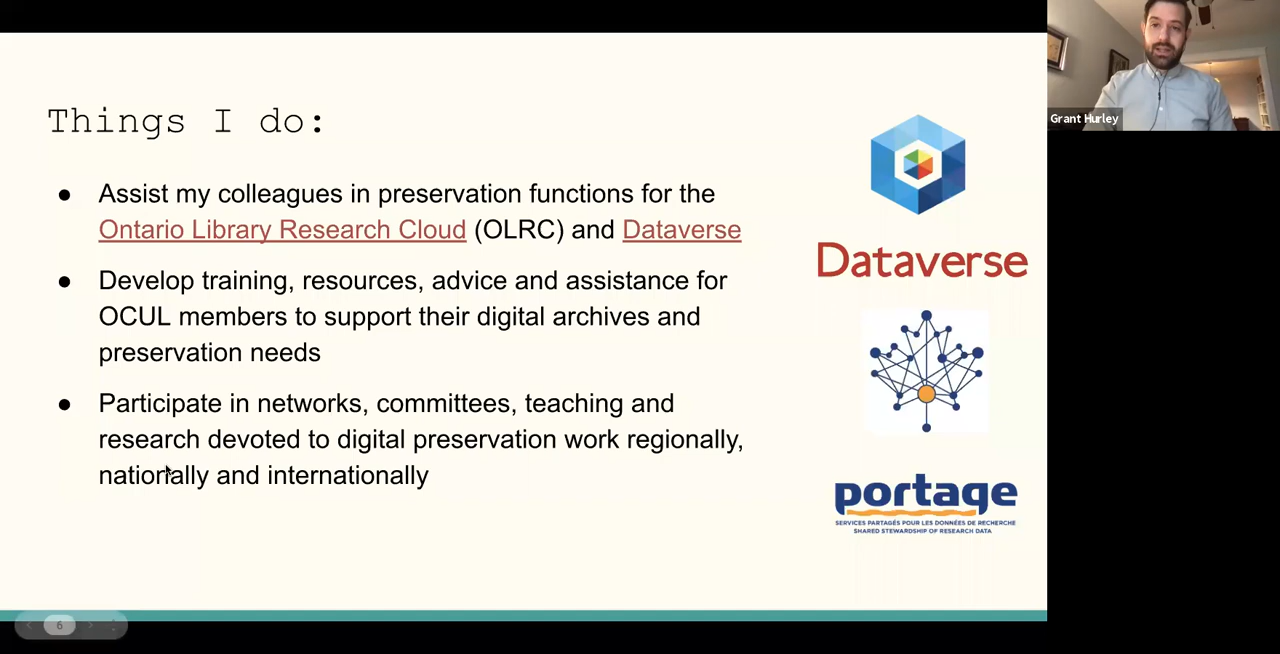 Things I do:
● Assist my colleagues in preservation functions for the
Ontario Library Research Cloud (OLRC) and Dataverse
● Develop training, resources, advice and assistance for
OCUL members to support their digital archives and
preservation needs
● Participate in networks, committees, teaching and
research devoted to digital preservation work regionally,
nationally and internationally
Dataverse
portage
SERVICES PARTAGÉS POUR LES DONNÉES DE RECHERCHE
SHARED STEWARDSHIP OF RESEARCH DATA
Grant Hurley
6